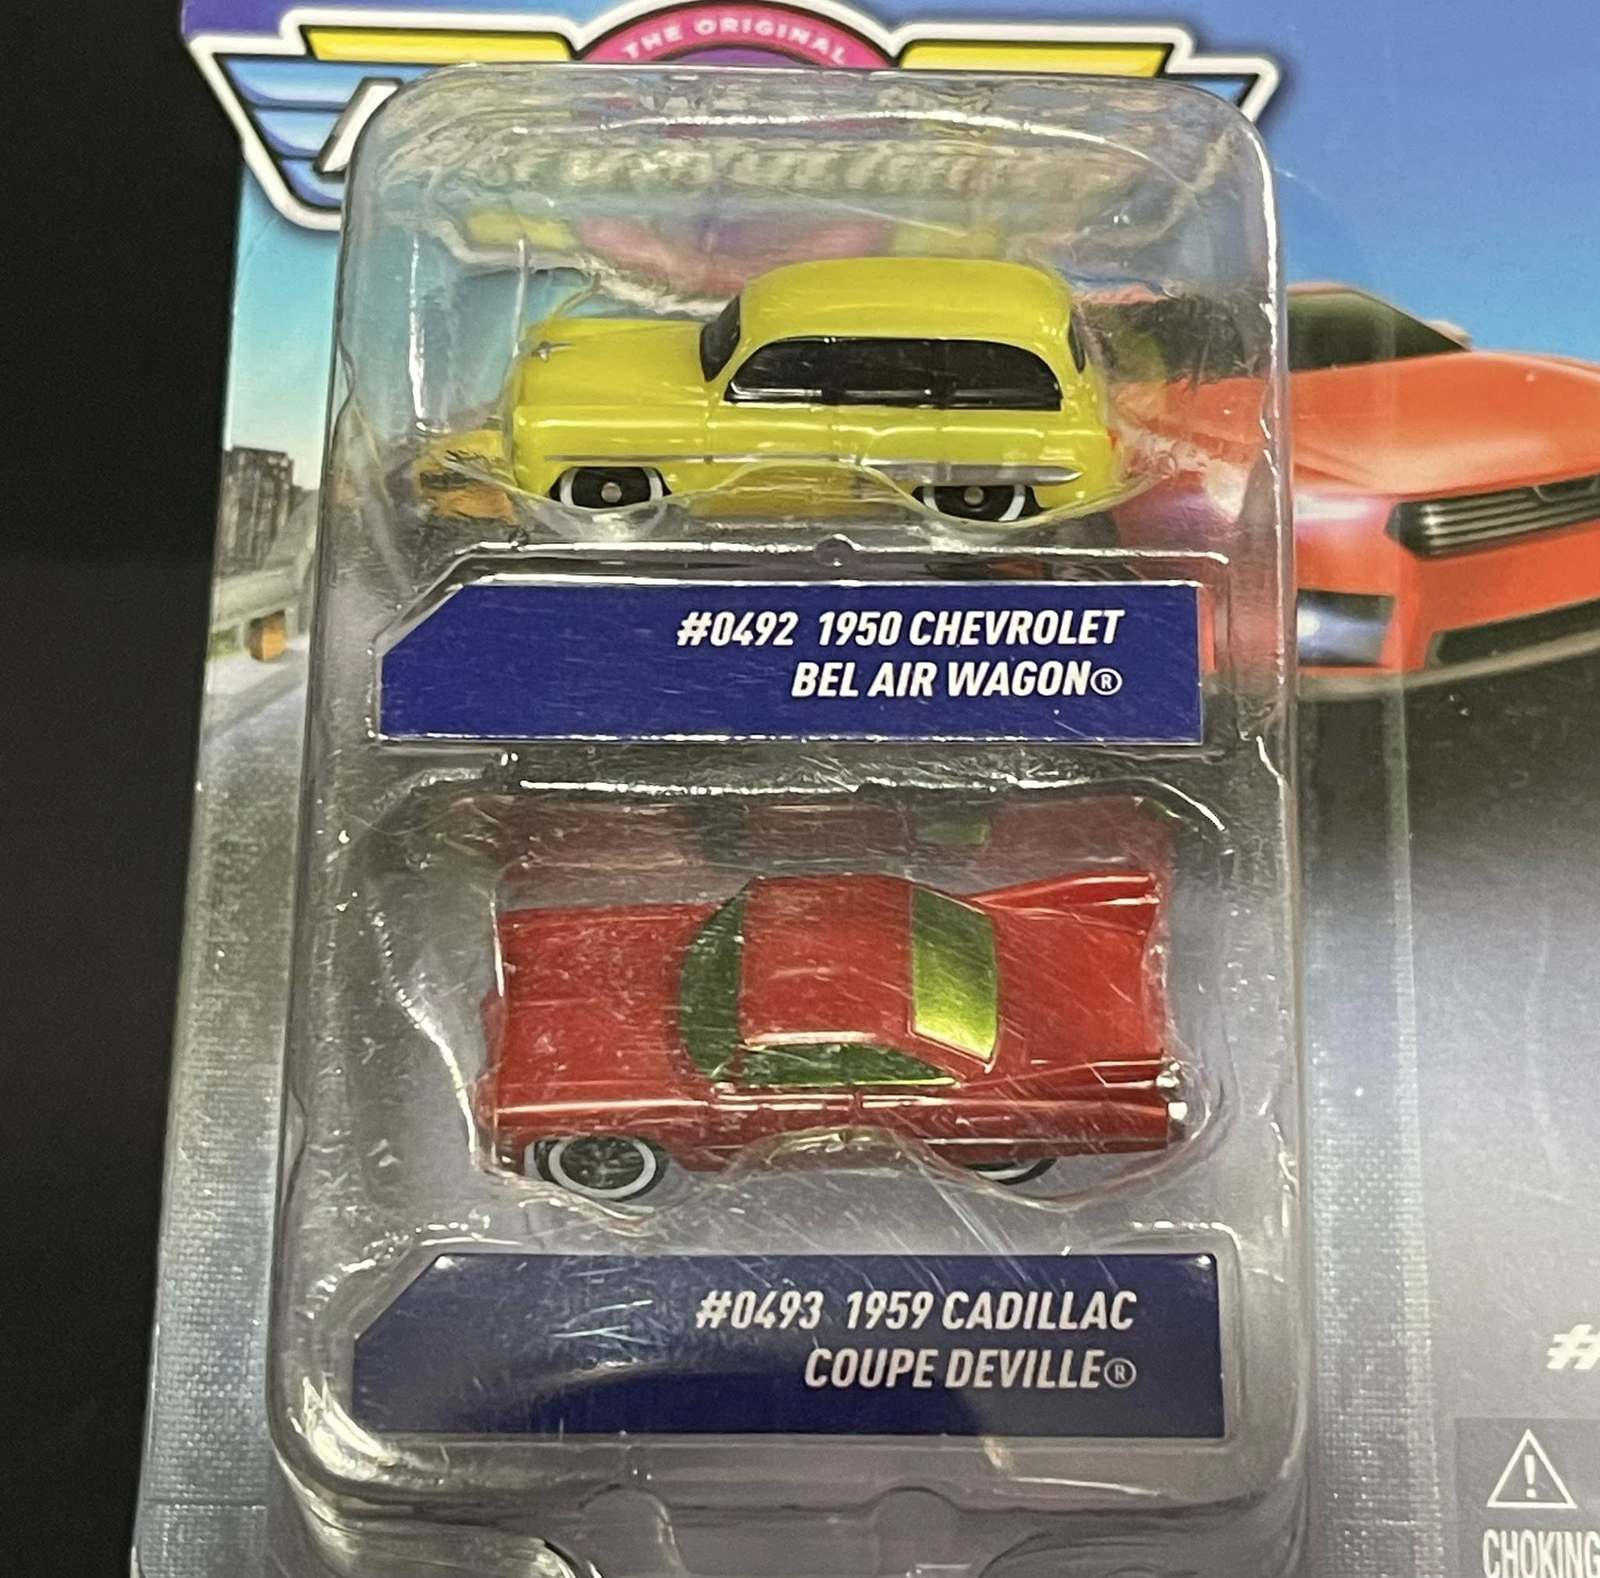 THE ORIGINAL
#0492 1950 CHEVROLET
BEL AIR WAGON®
#0493 1959 CADILLAC
COUPE DEVILLE®
#
CHOKING